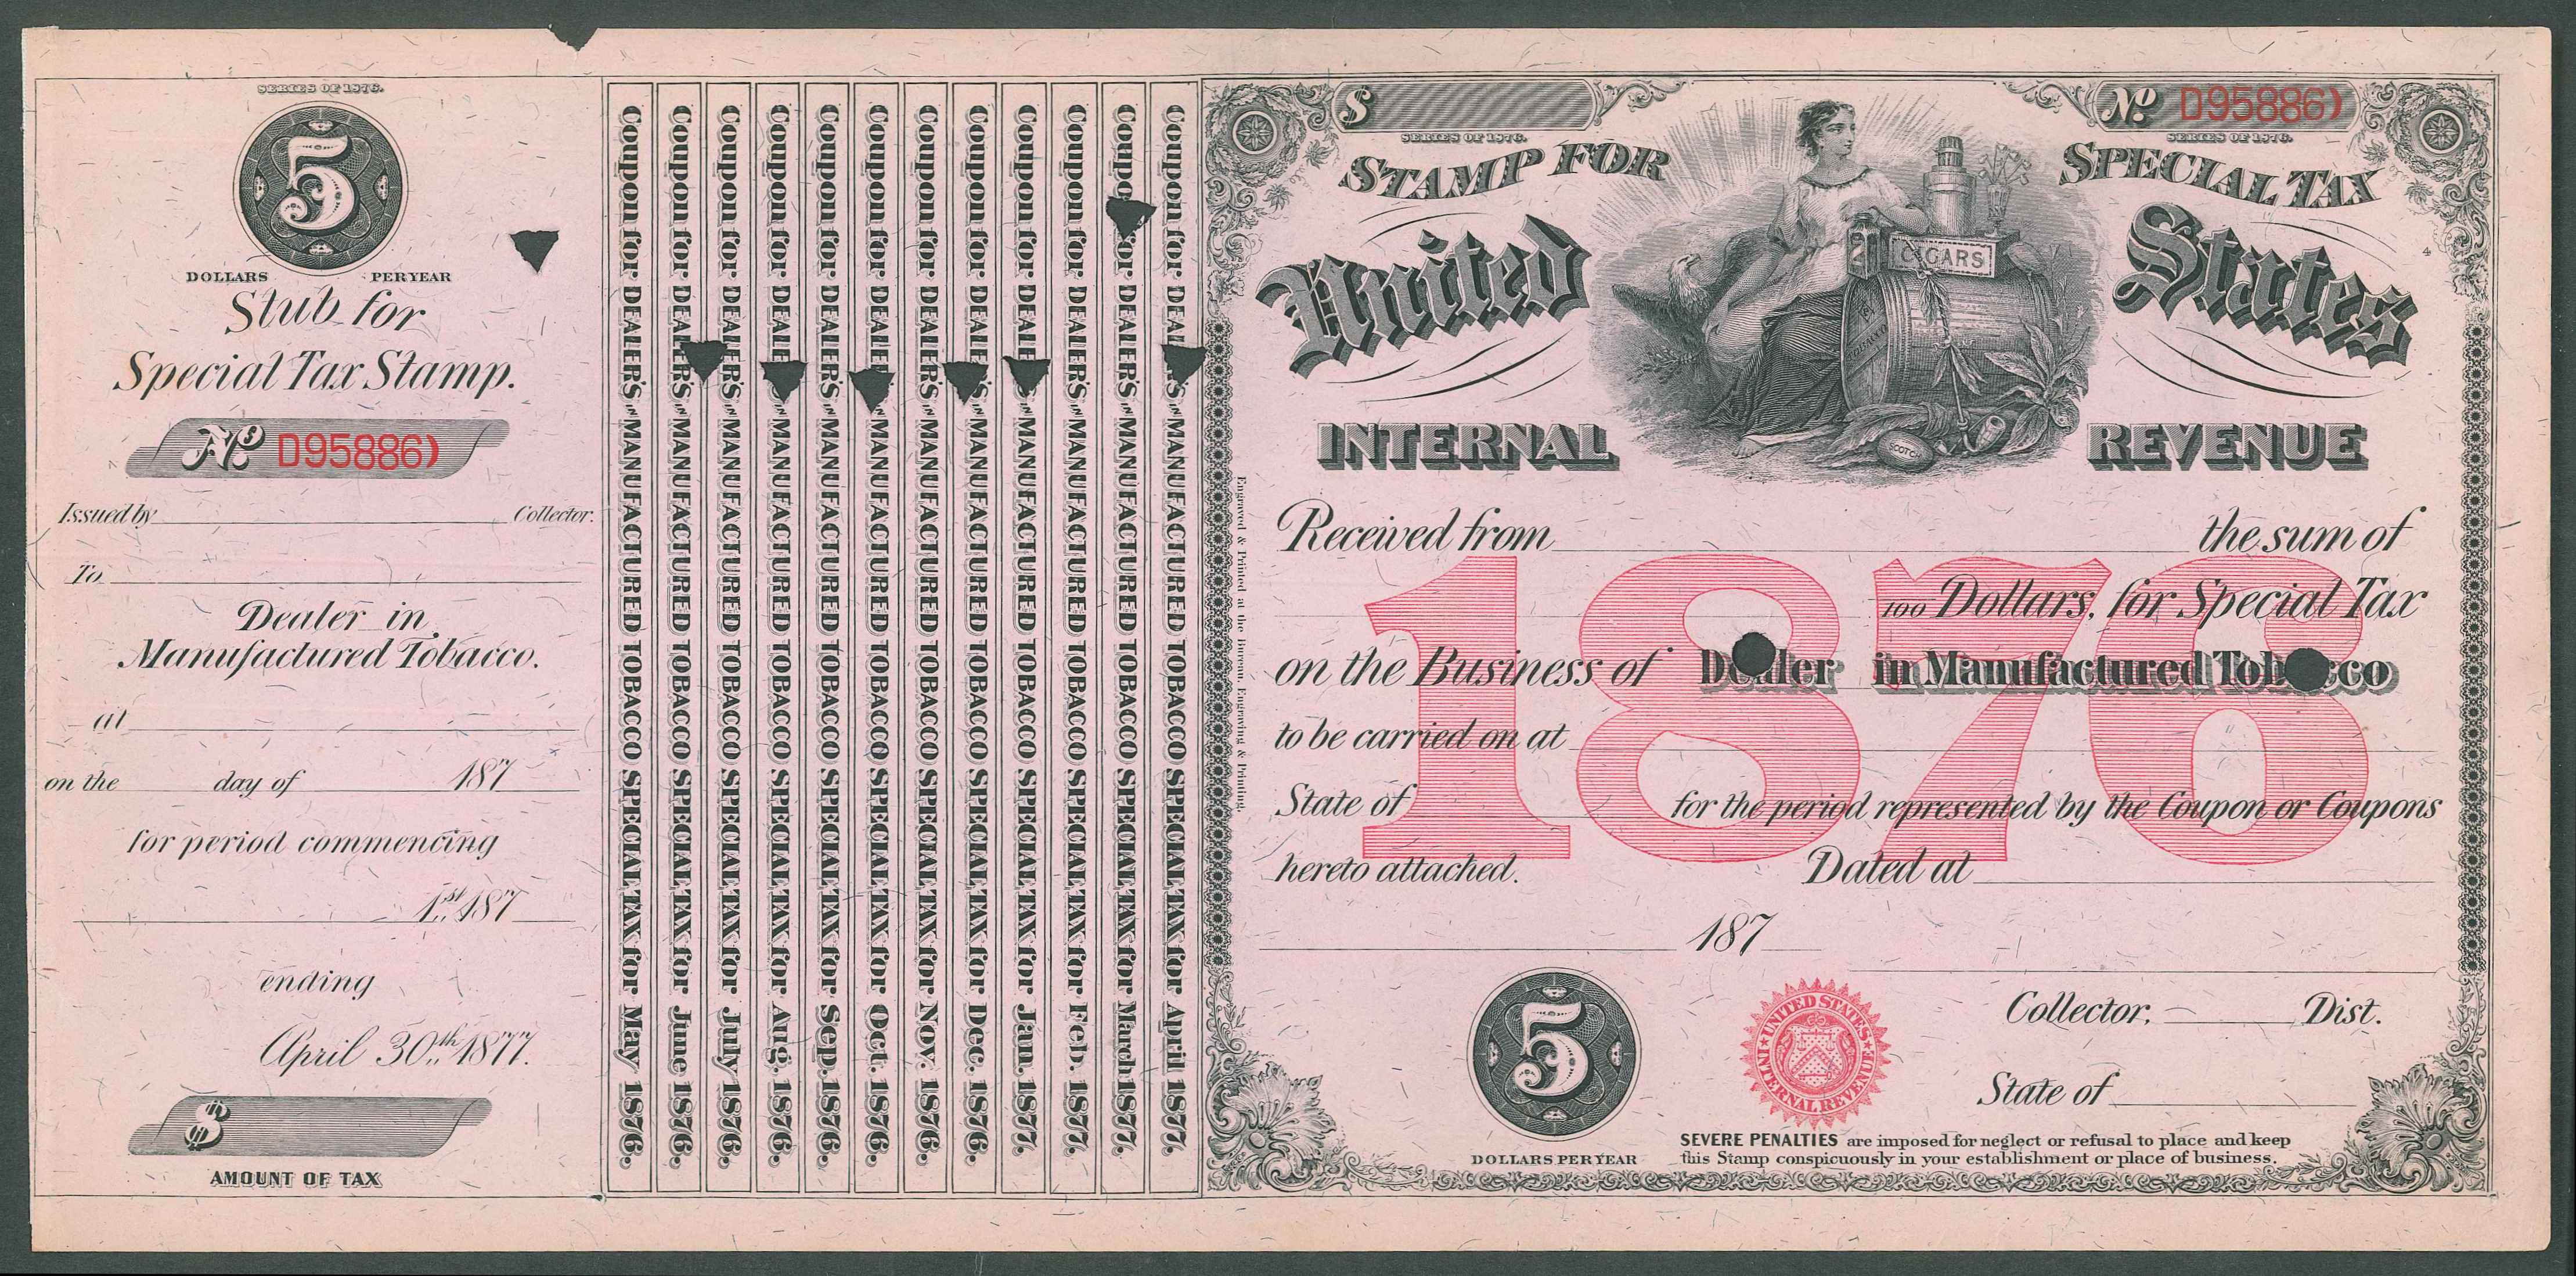 SERIES OF 1876.
5
DOLLARS PER YEAR
Stub for
Special Tax Stamp.
No. D95886)
Issued by Collector.
To
Dealer in
Manufactured Tobacco.
at
on the day of 187
for period commencing
1st 187
ending
April 30th 1877.
$
AMOUNT OF TAX
Coupon for DEALER'S IN MANUFACTURED TOBACCO SPECIAL TAX for May 1876.
Coupon for DEALER'S IN MANUFACTURED TOBACCO SPECIAL TAX for June 1876.
Coupon for DEALER'S IN MANUFACTURED TOBACCO SPECIAL TAX for July 1876.
Coupon for DEALER'S IN MANUFACTURED TOBACCO SPECIAL TAX for Aug. 1876.
Coupon for DEALER'S IN MANUFACTURED TOBACCO SPECIAL TAX for Sep. 1876.
Coupon for DEALER'S IN MANUFACTURED TOBACCO SPECIAL TAX for Oct. 1876.
Coupon for DEALER'S IN MANUFACTURED TOBACCO SPECIAL TAX for Nov. 1876.
Coupon for DEALER'S IN MANUFACTURED TOBACCO SPECIAL TAX for Dec. 1876.
Coupon for DEALER'S IN MANUFACTURED TOBACCO SPECIAL TAX for Jan. 1877.
Coupon for DEALER'S IN MANUFACTURED TOBACCO SPECIAL TAX for Feb. 1877.
Coupon for DEALER'S IN MANUFACTURED TOBACCO SPECIAL TAX for March 1877.
Coupon for DEALER'S IN MANUFACTURED TOBACCO SPECIAL TAX for April 1877.
Engraved & Printed at the Bureau, Engraving & Printing.
$
SERIES OF 1876.
No. D95886)
SERIES OF 1876.
STAMP FOR SPECIAL TAX
United States
4
CIGARS
TOBACCO
SCOTCH
INTERNAL REVENUE
Received from the sum of
1876
100 Dollars, for Special Tax
on the Business of Dealer in Manufactured Tobacco
to be carried on at
State of for the period represented by the Coupon or Coupons
hereto attached. Dated at
187
5
DOLLARS PER YEAR
UNITED STATES INTERNAL REVENUE
Collector, Dist.
State of
SEVERE PENALTIES are imposed for neglect or refusal to place and keep
this Stamp conspicuously in your establishment or place of business.